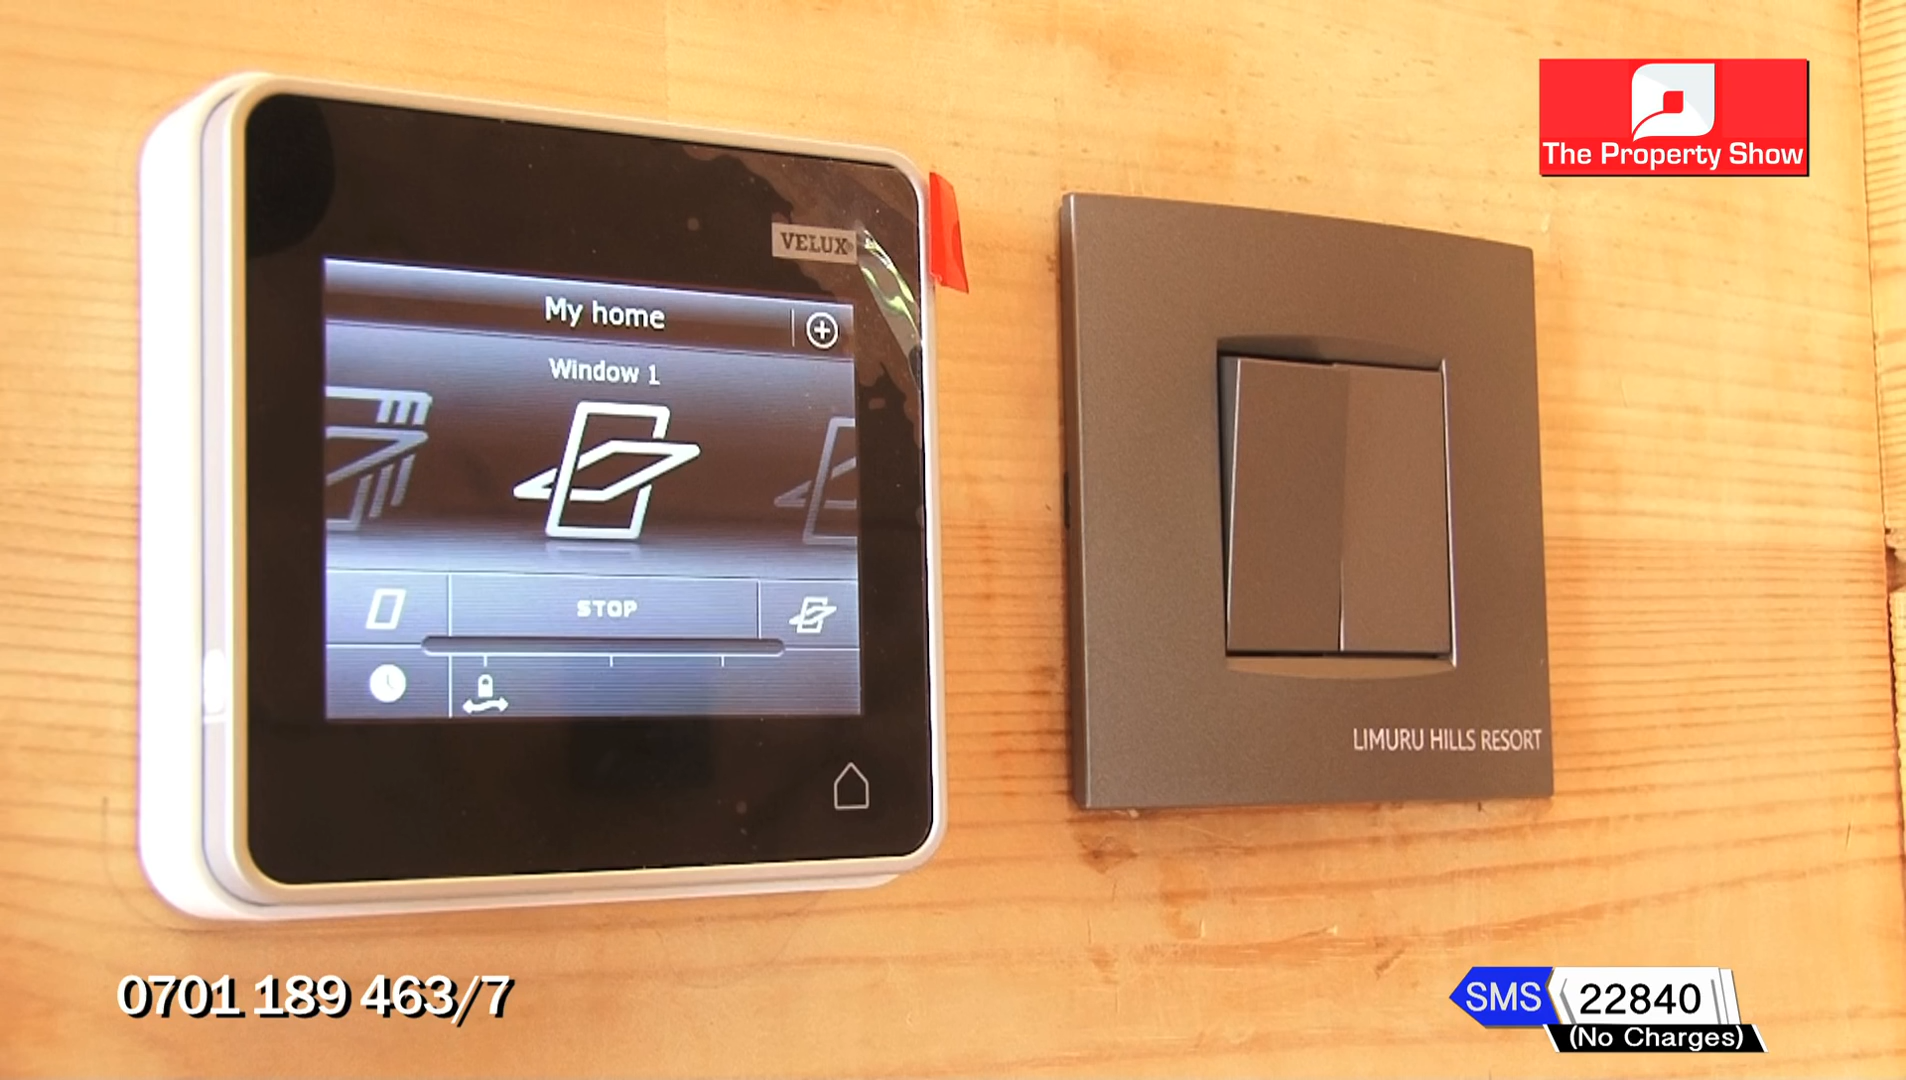 The Property Show
VELUX
My home
Window 1
STOP
LIMURU HILLS RESORT
0701 189 463/7
SMS 22840
(No Charges)